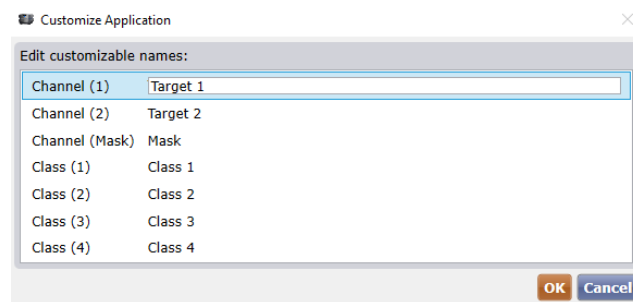 Customize Application
Edit customizable names:
Channel (1) Target 1
Channel (2) Target 2
Channel (Mask) Mask
Class (1) Class 1
Class (2) Class 2
Class (3) Class 3
Class (4) Class 4
OK Cancel